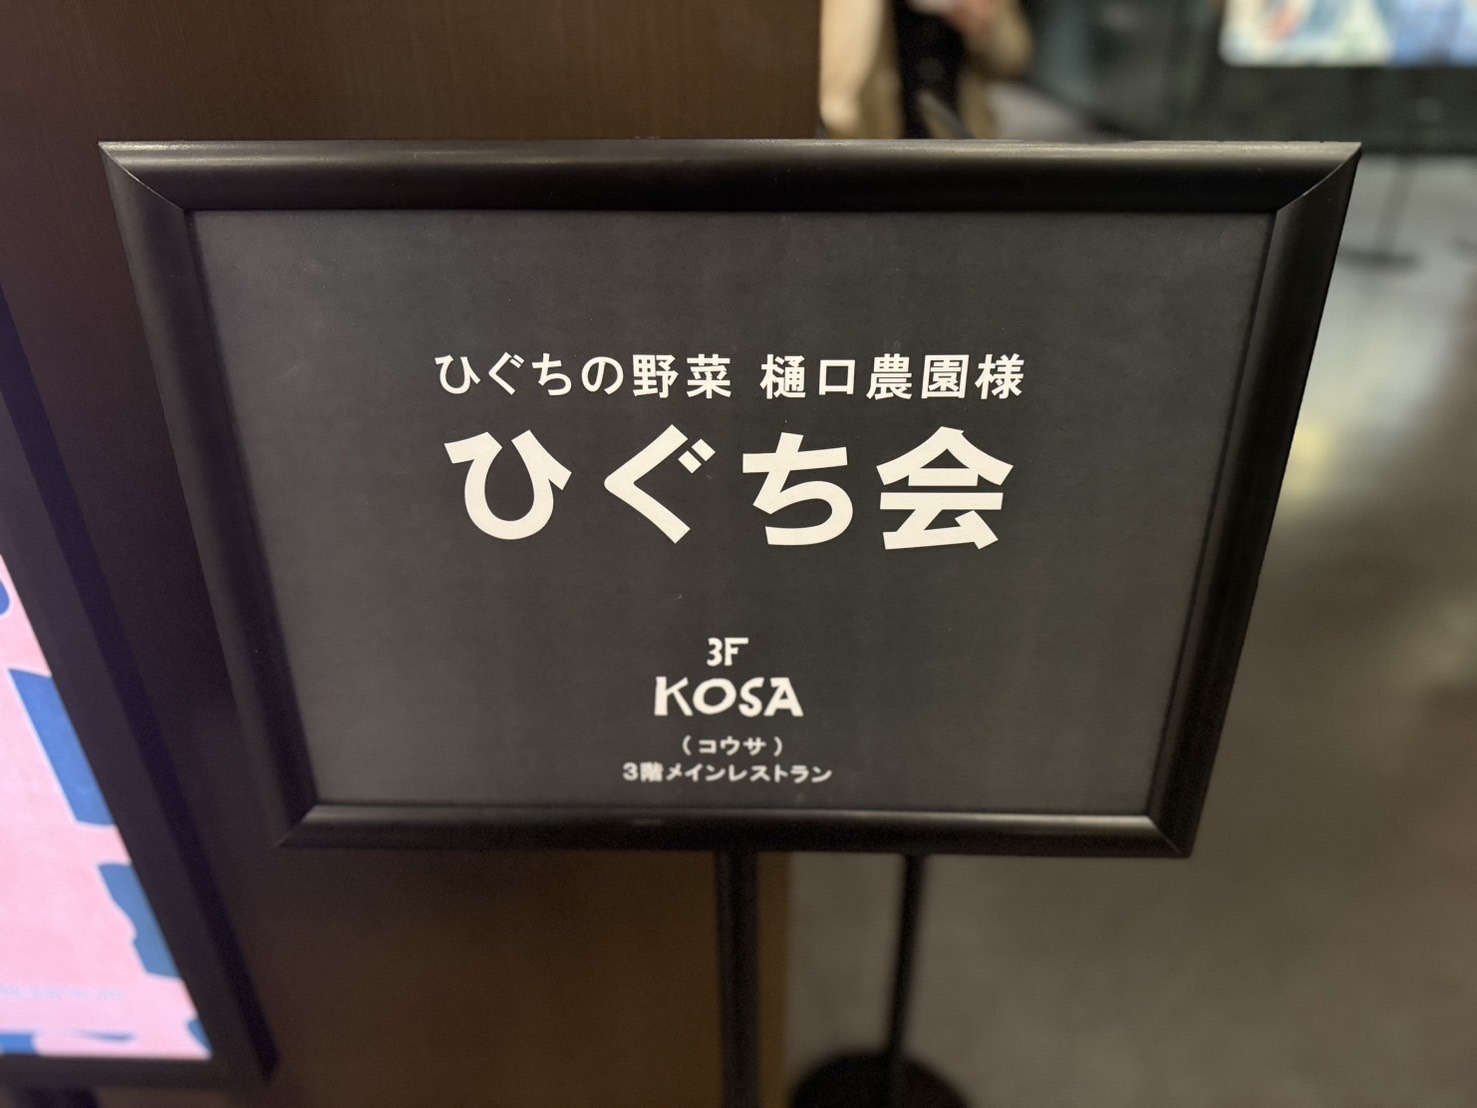 ひぐちの野菜 樋口農園様
ひぐち会
3F
KOSA
(コウサ)
3階メインレストラン